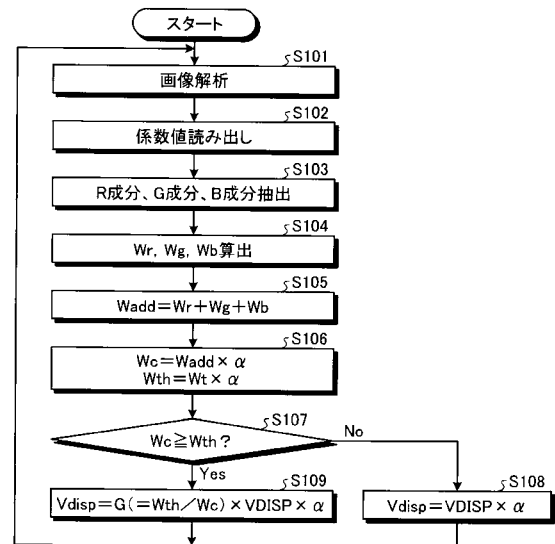 スタート
S101
画像解析
S102
係数値読み出し
S103
R成分、G成分、B成分抽出
S104
Wr, Wg, Wb算出
S105
Wadd=Wr+Wg+Wb
S106
Wc=Wadd×α
Wth=Wt×α
S107
Wc≧Wth?
No
Yes
S109
Vdisp=G(=Wth/Wc)×VDISP×α
S108
Vdisp=VDISP×α